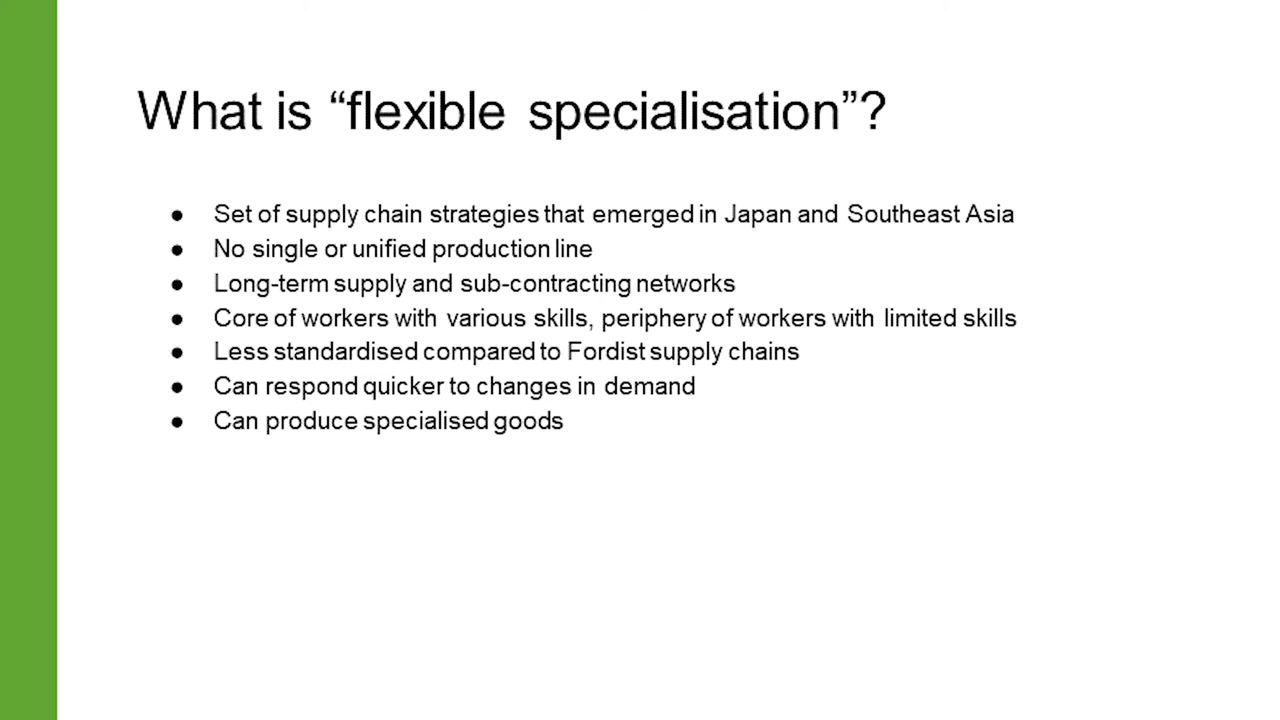 What is “flexible specialisation”?
● Set of supply chain strategies that emerged in Japan and Southeast Asia
● No single or unified production line
● Long-term supply and sub-contracting networks
● Core of workers with various skills, periphery of workers with limited skills
● Less standardised compared to Fordist supply chains
● Can respond quicker to changes in demand
● Can produce specialised goods